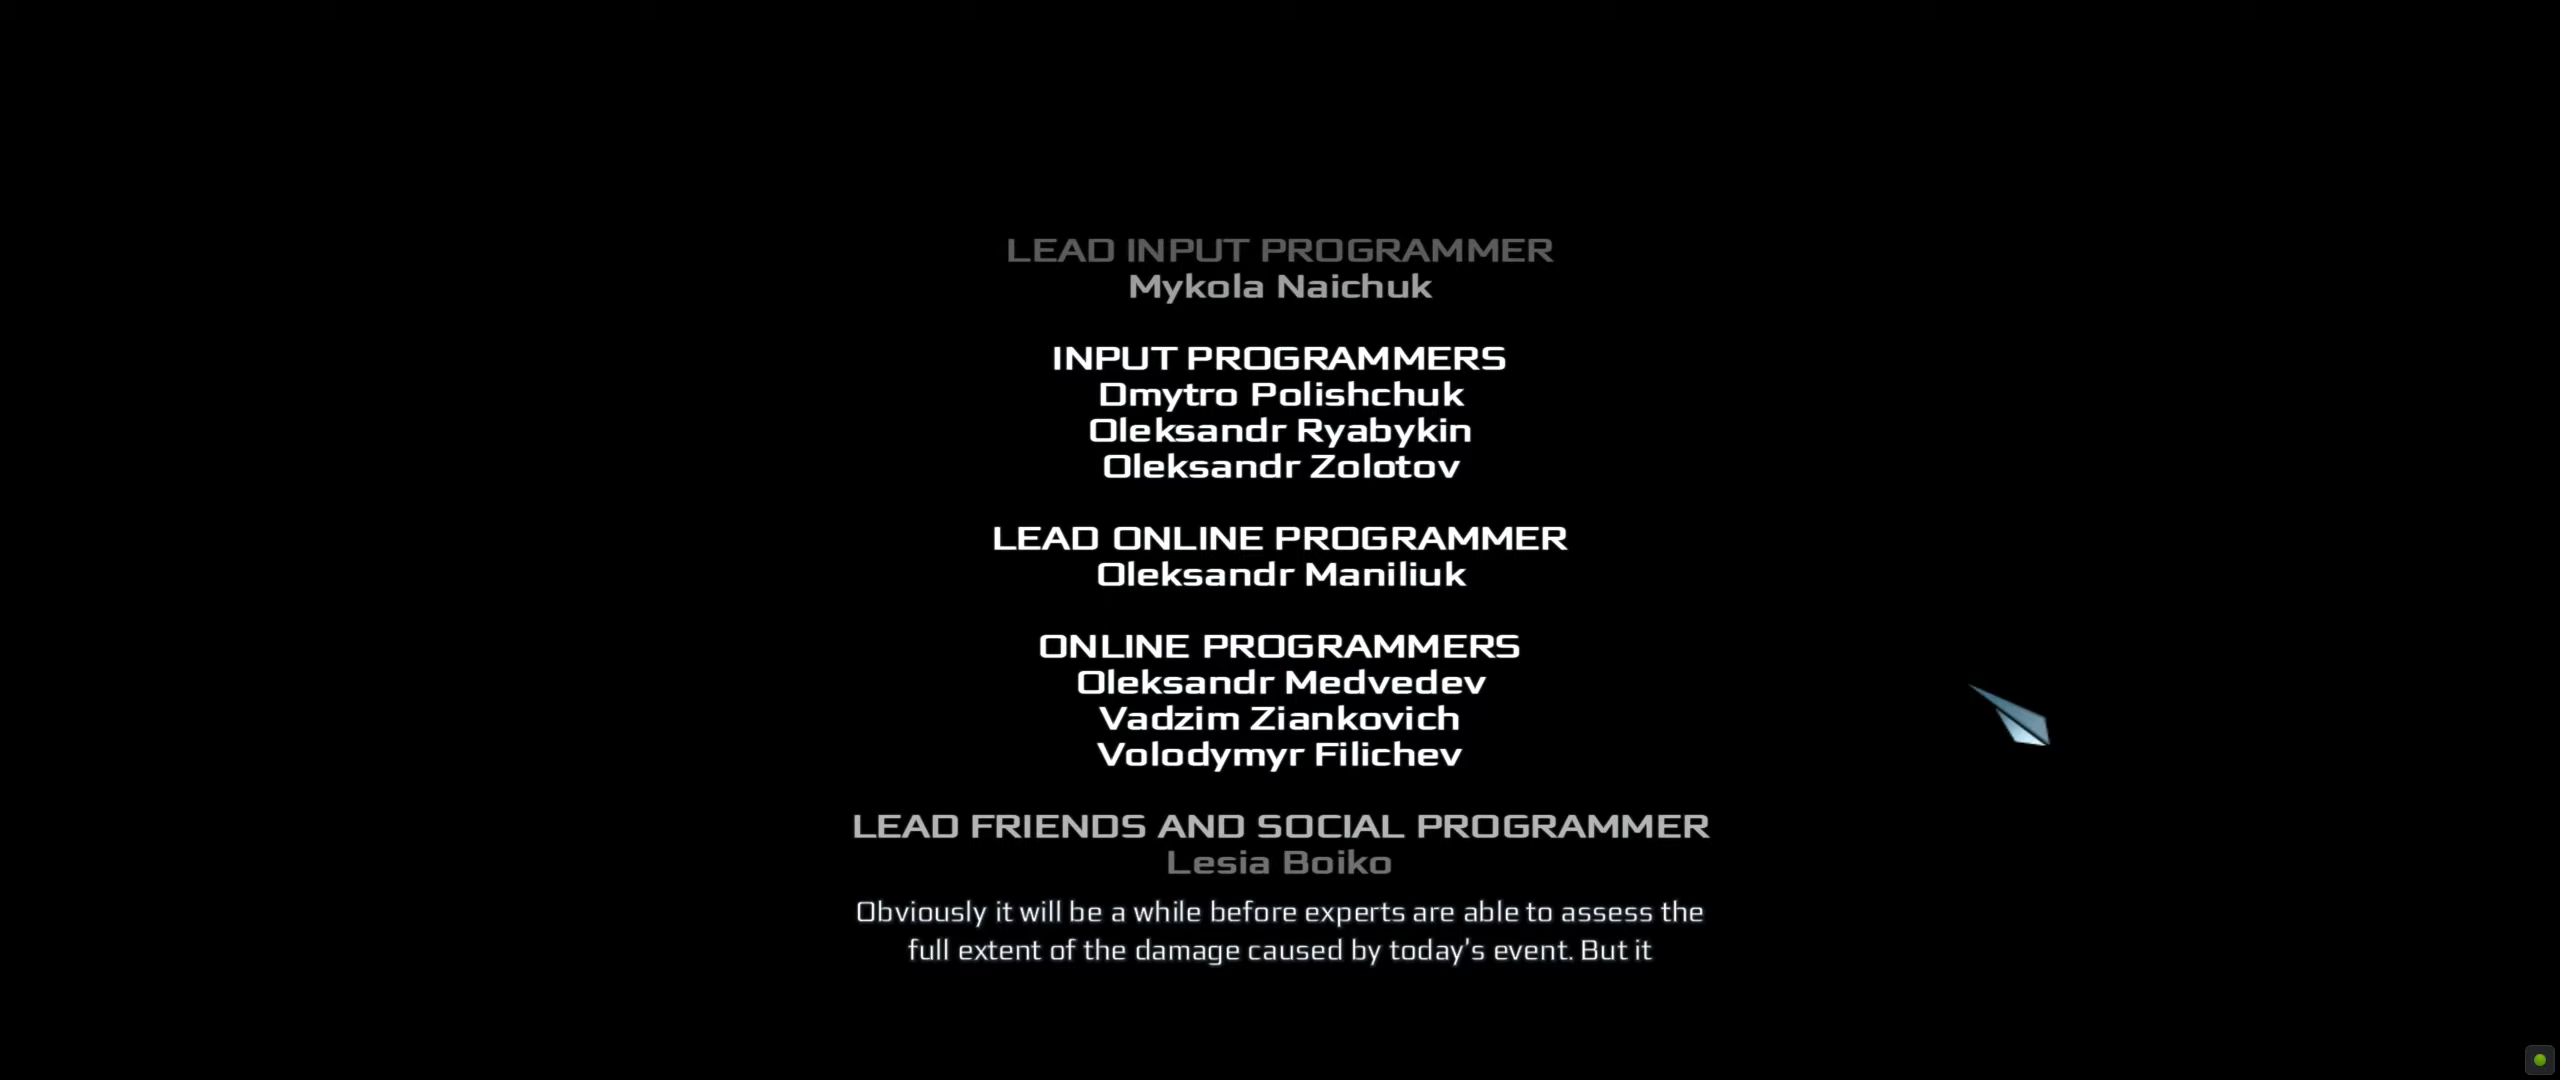 LEAD INPUT PROGRAMMER
Mykola Naichuk
INPUT PROGRAMMERS
Dmytro Polishchuk
Oleksandr Ryabykin
Oleksandr Zolotov
LEAD ONLINE PROGRAMMER
Oleksandr Maniliuk
ONLINE PROGRAMMERS
Oleksandr Medvedev
Vadzim Ziankovich
Volodymyr Filichev
LEAD FRIENDS AND SOCIAL PROGRAMMER
Lesia Boiko
Obviously it will be a while before experts are able to assess the
full extent of the damage caused by today's event. But it